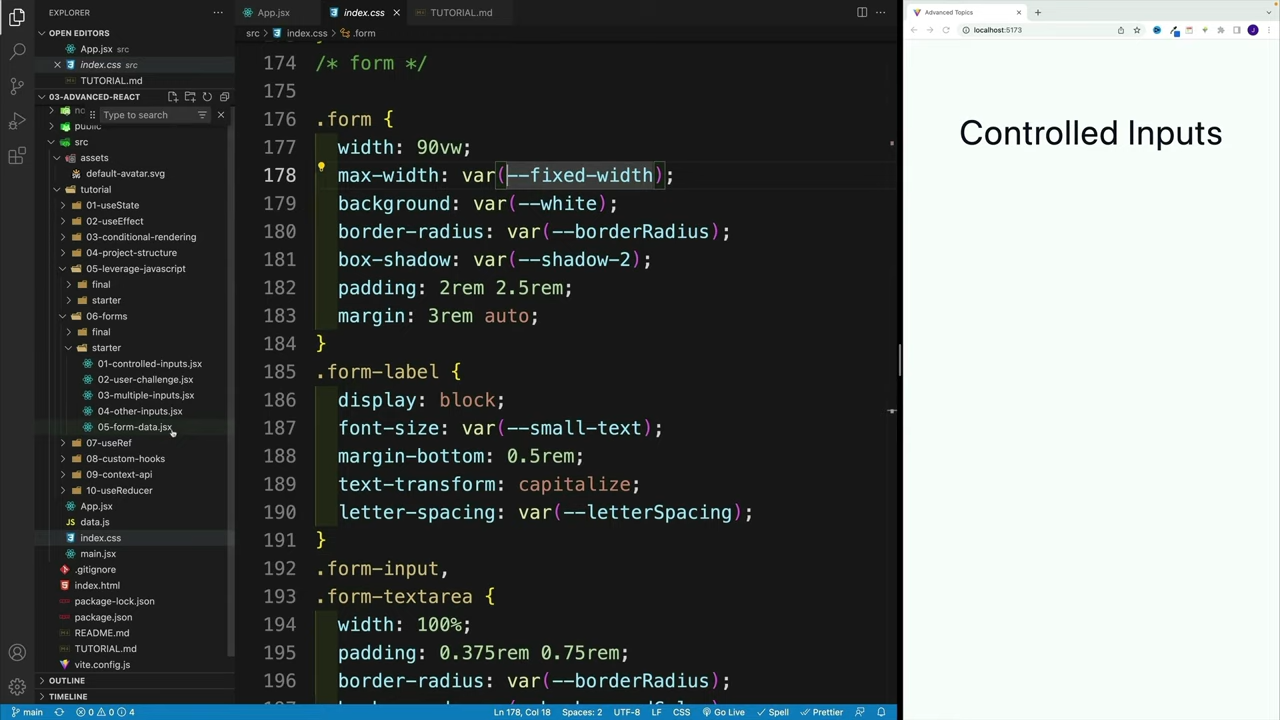 EXPLORER
OPEN EDITORS
App.jsx src
index.css src
TUTORIAL.md
03-ADVANCED-REACT
Type to search
public
src
assets
default-avatar.svg
tutorial
01-useState
02-useEffect
03-conditional-rendering
04-project-structure
05-leverage-javascript
final
starter
06-forms
final
starter
01-controlled-inputs.jsx
02-user-challenge.jsx
03-multiple-inputs.jsx
04-other-inputs.jsx
05-form-data.jsx
07-useRef
08-custom-hooks
09-context-api
10-useReducer
App.jsx
JS data.js
index.css
main.jsx
.gitignore
index.html
package-lock.json
package.json
README.md
TUTORIAL.md
vite.config.js
OUTLINE
TIMELINE
App.jsx index.css TUTORIAL.md
src > index.css > .form
174 /* form */
175
176 .form {
177 width: 90vw;
178 max-width: var(--fixed-width);
179 background: var(--white);
180 border-radius: var(--borderRadius);
181 box-shadow: var(--shadow-2);
182 padding: 2rem 2.5rem;
183 margin: 3rem auto;
184 }
185 .form-label {
186 display: block;
187 font-size: var(--small-text);
188 margin-bottom: 0.5rem;
189 text-transform: capitalize;
190 letter-spacing: var(--letterSpacing);
191 }
192 .form-input,
193 .form-textarea {
194 width: 100%;
195 padding: 0.375rem 0.75rem;
196 border-radius: var(--borderRadius);
main 0 0 4 Ln 178, Col 18 Spaces: 2 UTF-8 LF CSS Go Live Spell Prettier
Advanced Topics
localhost:5173
J
Controlled Inputs